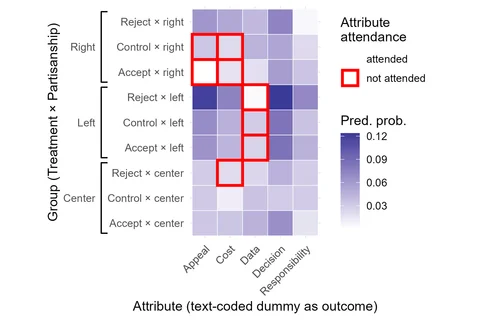 Group (Treatment × Partisanship)
Right
Reject × right
Control × right
Accept × right
Left
Reject × left
Control × left
Accept × left
Center
Reject × center
Control × center
Accept × center
Appeal
Cost
Data
Decision
Responsibility
Attribute (text-coded dummy as outcome)
Attribute
attendance
attended
not attended
Pred. prob.
0.12
0.09
0.06
0.03